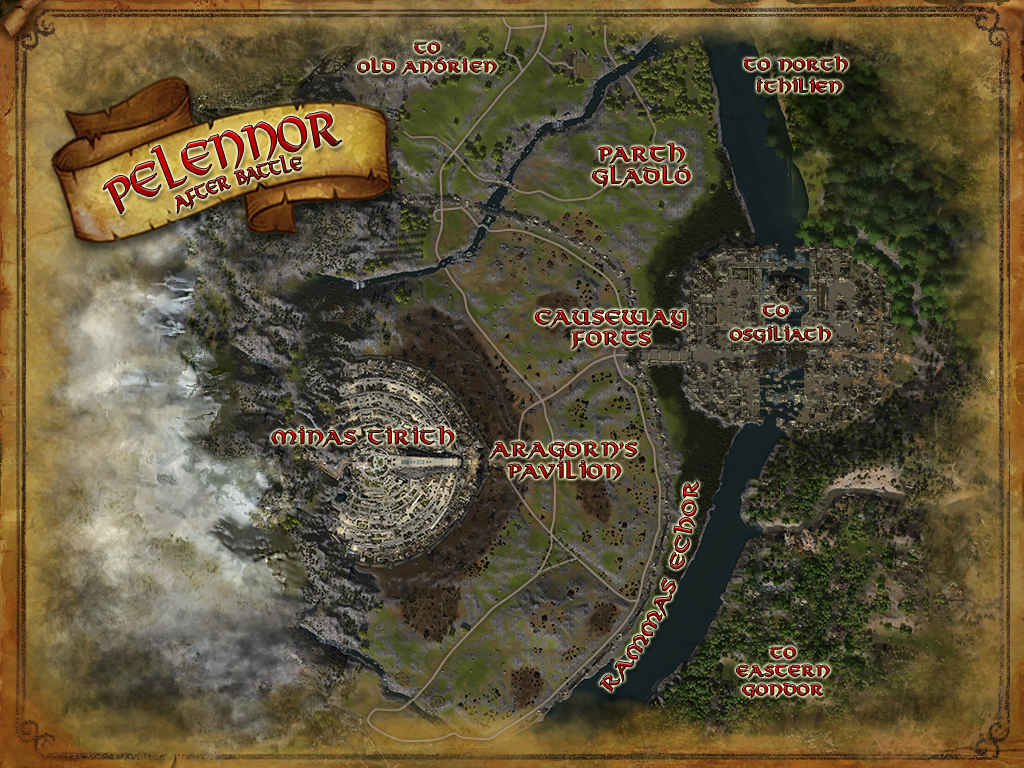 TO
OLD ANÓRIEN
TO NORTH
ITHILIEN
PELENNOR
AFTER BATTLE
PARTH
GLADLÓ
CAUSEWAY
FORTS
TO
OSGILIATH
MINAS TIRITH
ARAGORN'S
PAVILION
RAMMAS ECHOR
TO
EASTERN
GONDOR